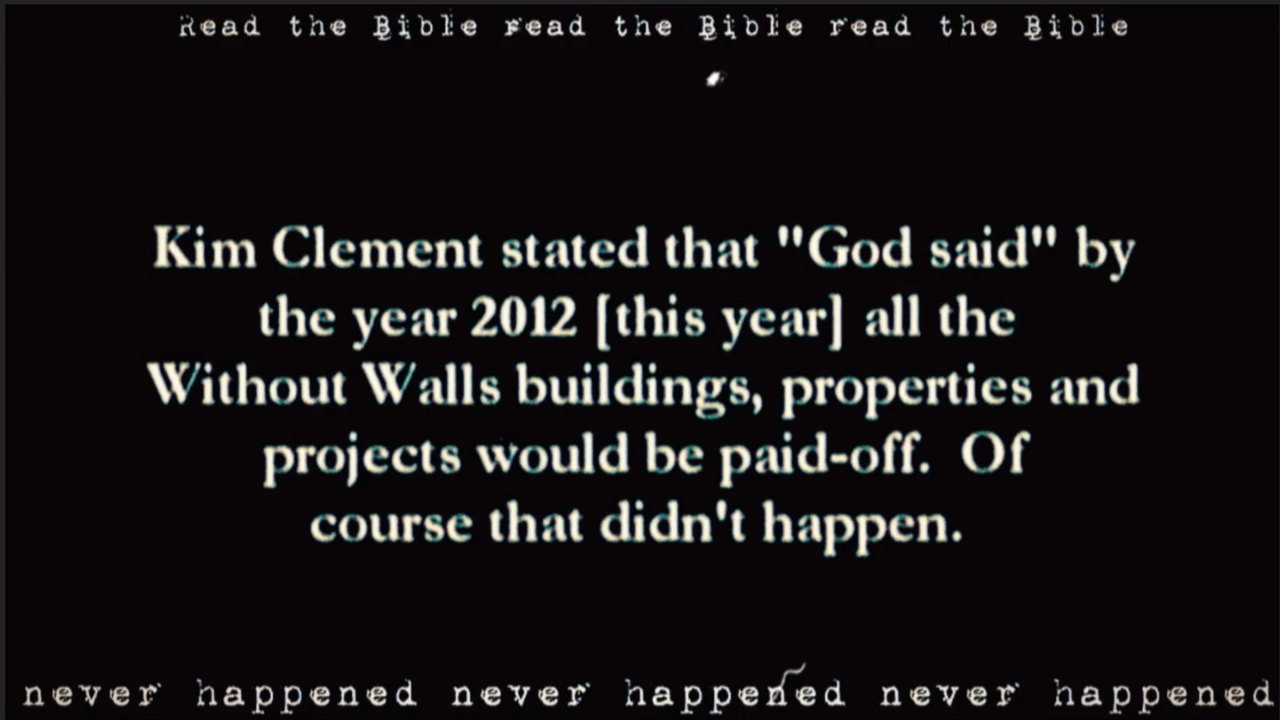 Read the Bible read the Bible read the Bible
Kim Clement stated that "God said" by
the year 2012 [this year] all the
Without Walls buildings, properties and
projects would be paid-off.  Of
course that didn't happen.
never happened never happened never happened